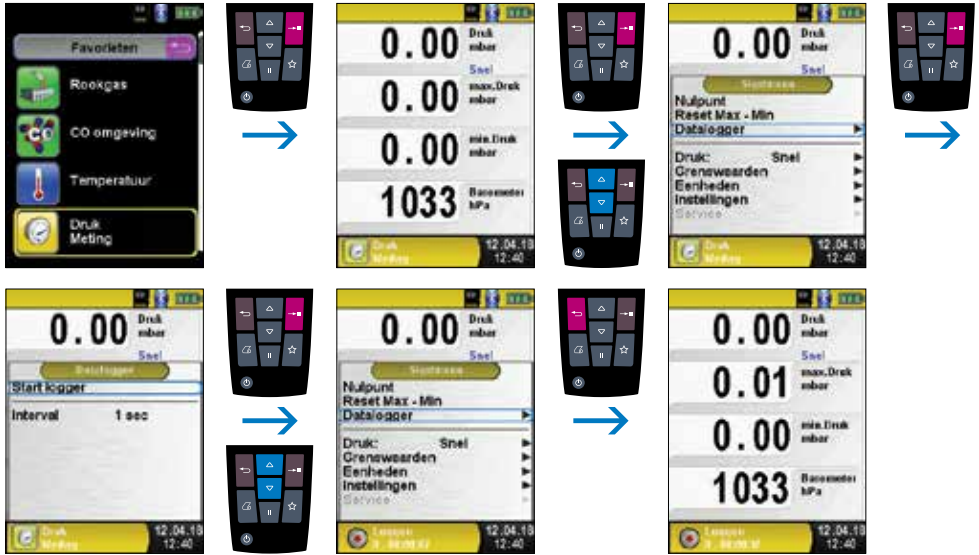 Favorieten
Rookgas
CO omgeving
Temperatuur
Druk
Meting
0.00 Druk
mbar
Snel
0.00 max.Druk
mbar
0.00 min.Druk
mbar
1033 Barometer
hPa
Druk
Meting
12.04.18
12:40
0.00 Druk
mbar
Snel
Nulpunt
Reset Max - Min
Datalogger
Druk: Snel
Grenswaarden
Eenheden
Instellingen
Service
Druk
Meting
12.04.18
12:40
0.00 Druk
mbar
Snel
Datalogger
Start logger
Interval 1 sec
Druk
Meting
12.04.18
12:40
0.00 Druk
mbar
Snel
Nulpunt
Reset Max - Min
Datalogger
Druk: Snel
Grenswaarden
Eenheden
Instellingen
Service
12.04.18
12:40
0.00 Druk
mbar
Snel
0.01 max.Druk
mbar
0.00 min.Druk
mbar
1033 Barometer
hPa
12.04.18
12:40